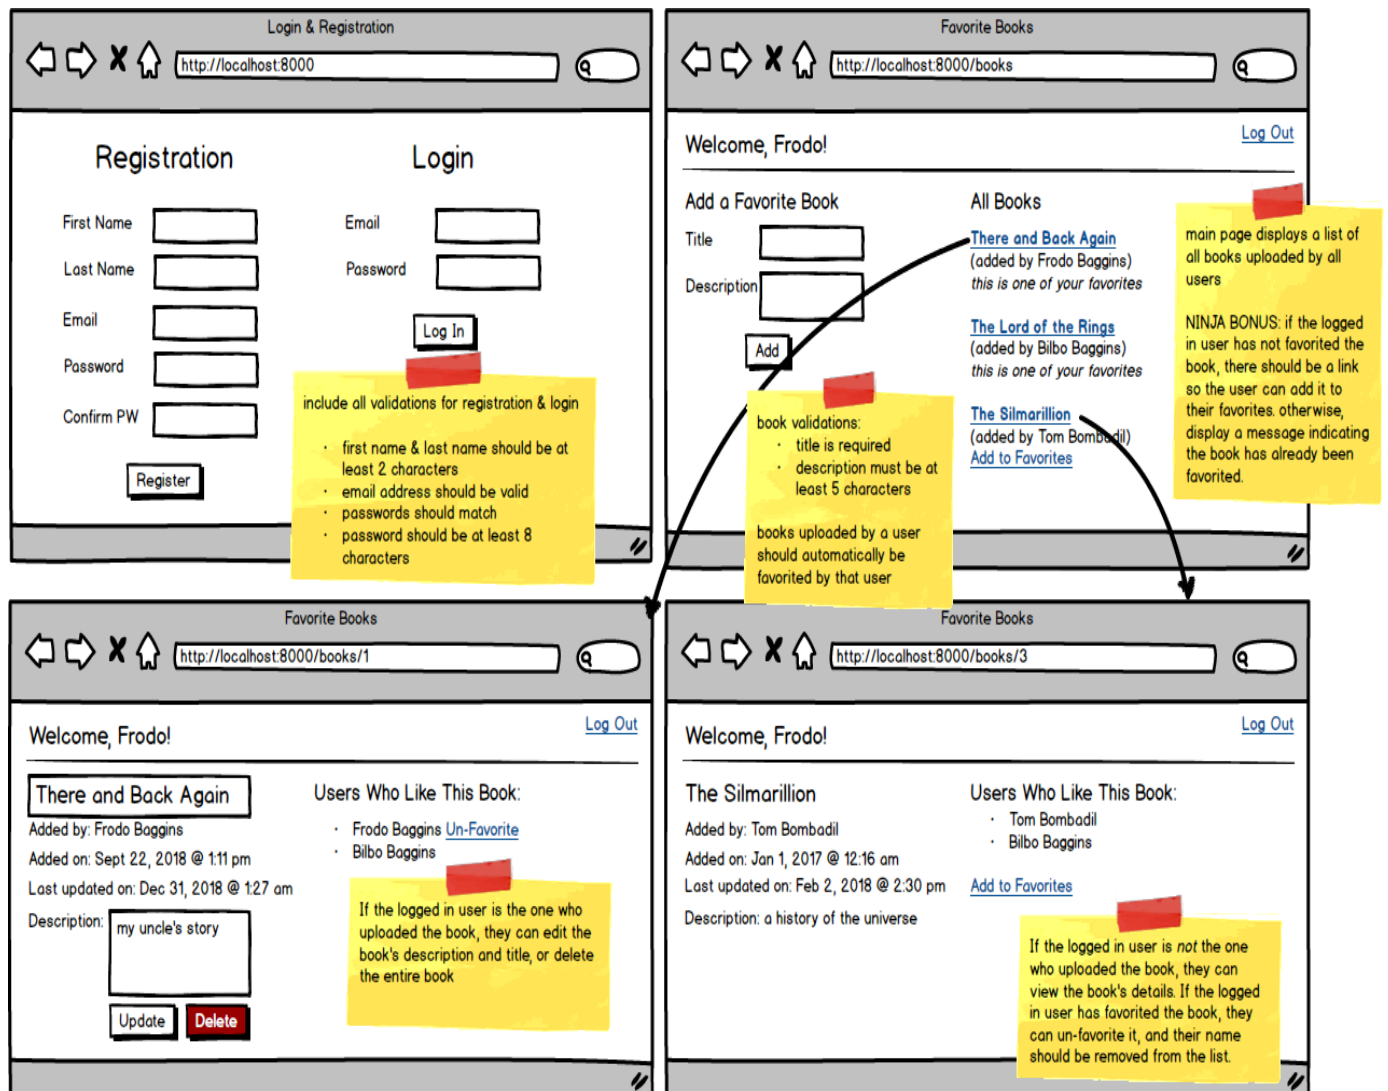 Login & Registration
http://localhost:8000
Registration
First Name
Last Name
Email
Password
Confirm PW
Register
Login
Email
Password
Log In
include all validations for registration & login
· first name & last name should be at
least 2 characters
· email address should be valid
· passwords should match
· password should be at least 8
characters
Favorite Books
http://localhost:8000/books
Welcome, Frodo!
Log Out
Add a Favorite Book
Title
Description
Add
book validations:
· title is required
· description must be at
least 5 characters
books uploaded by a user
should automatically be
favorited by that user
All Books
There and Back Again
(added by Frodo Baggins)
this is one of your favorites
The Lord of the Rings
(added by Bilbo Baggins)
this is one of your favorites
The Silmarillion
(added by Tom Bombadil)
Add to Favorites
main page displays a list of
all books uploaded by all
users
NINJA BONUS: if the logged
in user has not favorited the
book, there should be a link
so the user can add it to
their favorites. otherwise,
display a message indicating
the book has already been
favorited.
Favorite Books
http://localhost:8000/books/1
Welcome, Frodo!
Log Out
There and Back Again
Added by: Frodo Baggins
Added on: Sept 22, 2018 @ 1:11 pm
Last updated on: Dec 31, 2018 @ 1:27 am
Description:
my uncle's story
Update
Delete
Users Who Like This Book:
· Frodo Baggins Un-Favorite
· Bilbo Baggins
If the logged in user is the one who
uploaded the book, they can edit the
book's description and title, or delete
the entire book
Favorite Books
http://localhost:8000/books/3
Welcome, Frodo!
Log Out
The Silmarillion
Added by: Tom Bombadil
Added on: Jan 1, 2017 @ 12:16 am
Last updated on: Feb 2, 2018 @ 2:30 pm
Description: a history of the universe
Users Who Like This Book:
· Tom Bombadil
· Bilbo Baggins
Add to Favorites
If the logged in user is not the one
who uploaded the book, they can
view the book's details. If the logged
in user has favorited the book, they
can un-favorite it, and their name
should be removed from the list.